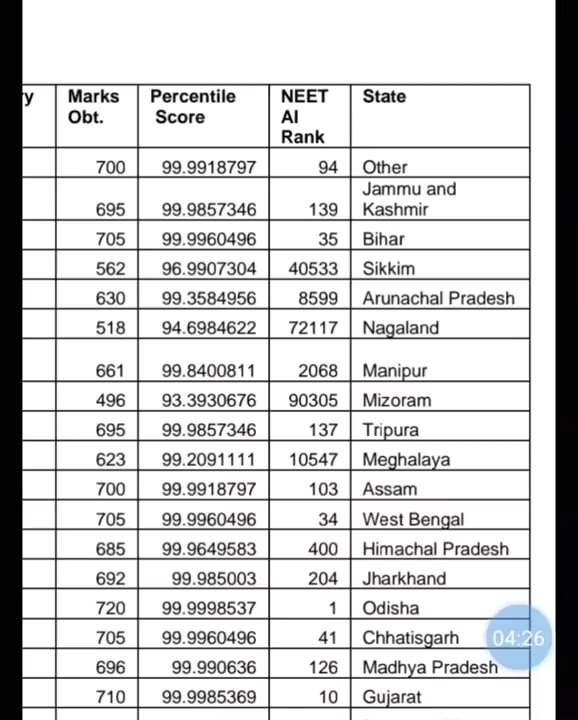 y Marks Obt. Percentile Score NEET AI Rank State
700 99.9918797 94 Other
695 99.9857346 139 Jammu and Kashmir
705 99.9960496 35 Bihar
562 96.9907304 40533 Sikkim
630 99.3584956 8599 Arunachal Pradesh
518 94.6984622 72117 Nagaland
661 99.8400811 2068 Manipur
496 93.3930676 90305 Mizoram
695 99.9857346 137 Tripura
623 99.2091111 10547 Meghalaya
700 99.9918797 103 Assam
705 99.9960496 34 West Bengal
685 99.9649583 400 Himachal Pradesh
692 99.985003 204 Jharkhand
720 99.9998537 1 Odisha
705 99.9960496 41 Chhatisgarh 04:26
696 99.990636 126 Madhya Pradesh
710 99.9985369 10 Gujarat